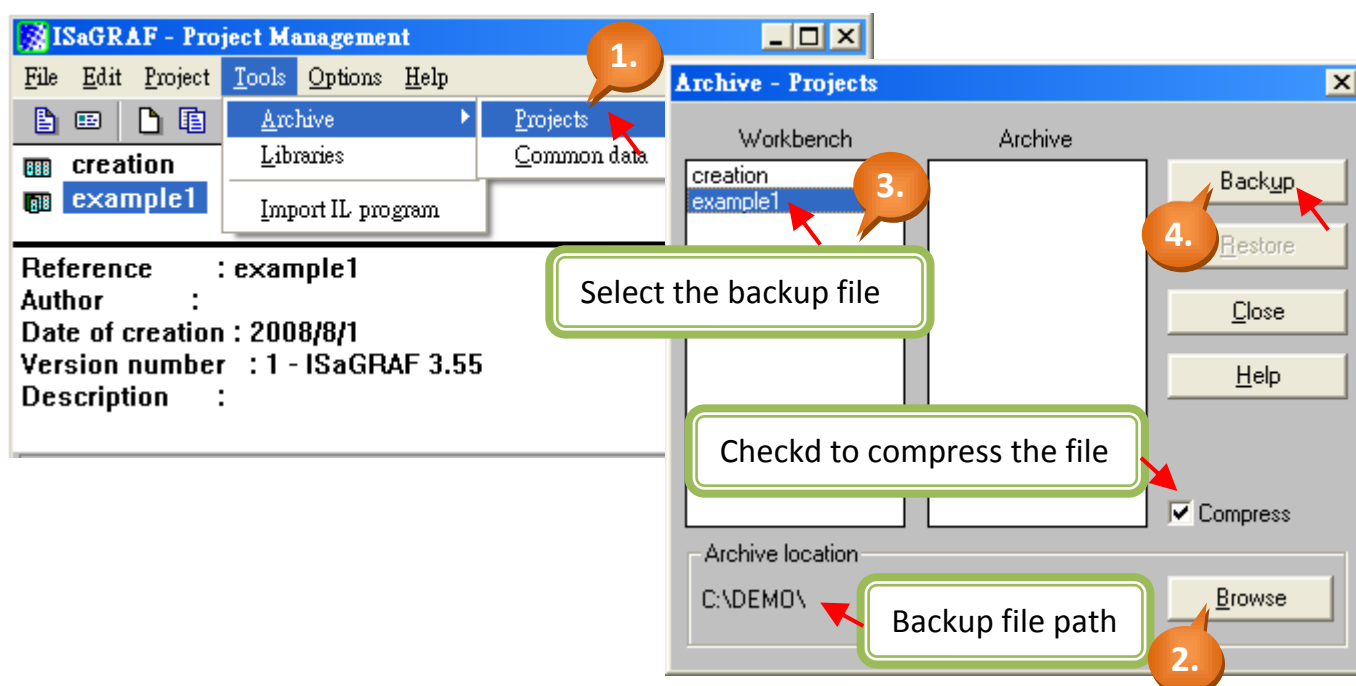 ISaGRAF - Project Management
File Edit Project Tools Options Help
1.
Archive
Projects
Libraries
Common data
Import IL program
creation
example1
Reference : example1
Author :
Date of creation : 2008/8/1
Version number : 1 - ISaGRAF 3.55
Description :
Archive - Projects
Workbench
Archive
creation
example1
3.
Select the backup file
Backup
4.
Restore
Close
Help
Checkd to compress the file
Compress
Archive location
C:\DEMO\
Backup file path
Browse
2.